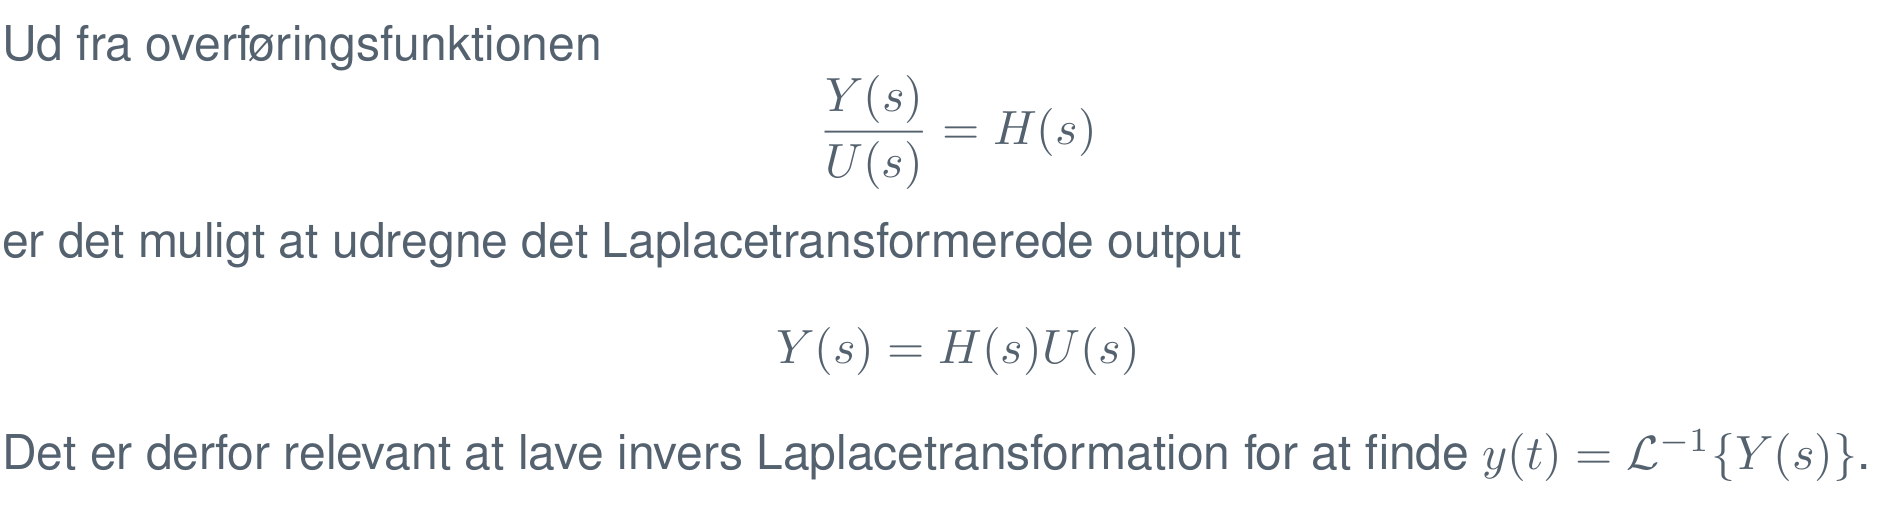 Ud fra overføringsfunktionen
Y(s)
/
U(s) = H(s)
er det muligt at udregne det Laplacetransformerede output
Y(s) = H(s)U(s)
Det er derfor relevant at lave invers Laplacetransformation for at finde y(t) = ℒ⁻¹{Y(s)}.